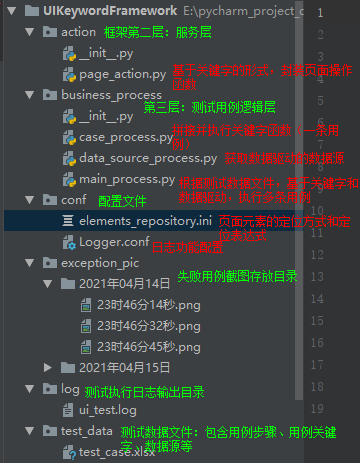 UIKeywordFramework E:\pycharm_project_
action 框架第二层：服务层
__init__.py
page_action.py 基于关键字的形式，封装页面操作
函数
business_process
__init__.py 第三层：测试用例逻辑层
case_process.py 拼接并执行关键字函数（一条用
例）
data_source_process.py 获取数据驱动的数据源
main_process.py 根据测试数据文件，基于关键字和
数据驱动，执行多条用例
conf 配置文件
elements_repository.ini 页面元素的定位方式和定
位表达式
Logger.conf 日志功能配置
exception_pic
2021年04月14日 失败用例截图存放目录
23时46分14秒.png
23时46分32秒.png
23时46分45秒.png
2021年04月15日
log 测试执行日志输出目录
ui_test.log
test_data 测试数据文件：包含用例步骤、用例关键
字、数据源等
test_case.xlsx
1
2
3
4
5
6
7
8
9
10
11
12
13
14
15
16
17
18
19